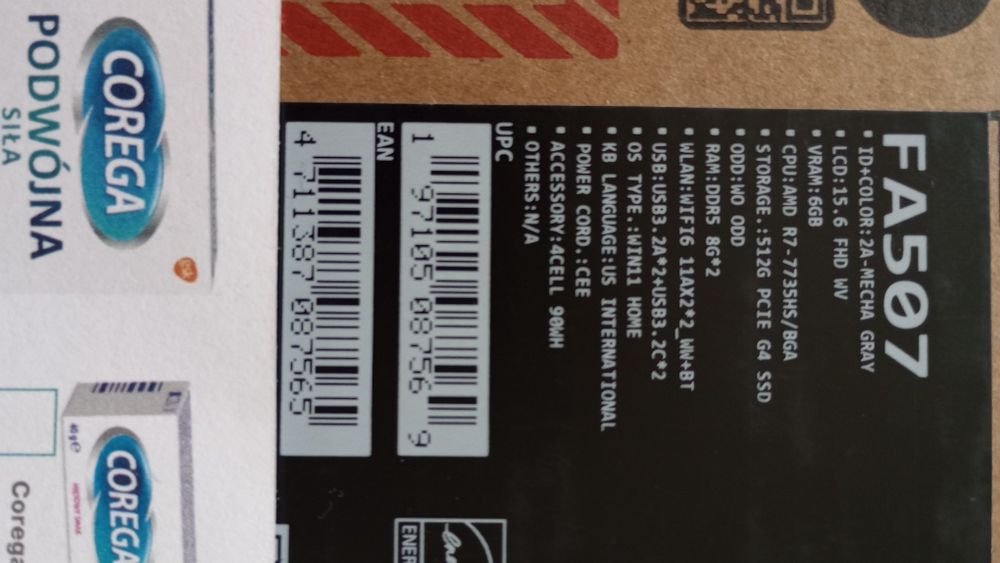 FA507
• ID+COLOR:2A-MECHA GRAY
• LCD:15.6 FHD WV
• VRAM:6GB
• CPU:AMD R7-7735HS/BGA
• STORAGE.:512G PCIE G4 SSD
• ODD:WO ODD
• RAM:DDR5 8G*2
• WLAN:WIFI6 11AX2*2_WW+BT
• USB:USB3.2A*2+USB3.2C*2
• OS TYPE.:WIN11 HOME
• KB LANGUAGE:US INTERNATIONAL
• POWER CORD.:CEE
• ACCESSORY:4CELL 90WH
• OTHERS:N/A
UPC
1 97105 08756 9
EAN
4 711387 087565
COREGA
PODWÓJNA
SIŁA
gsk
40 g e
COREGA
Corega